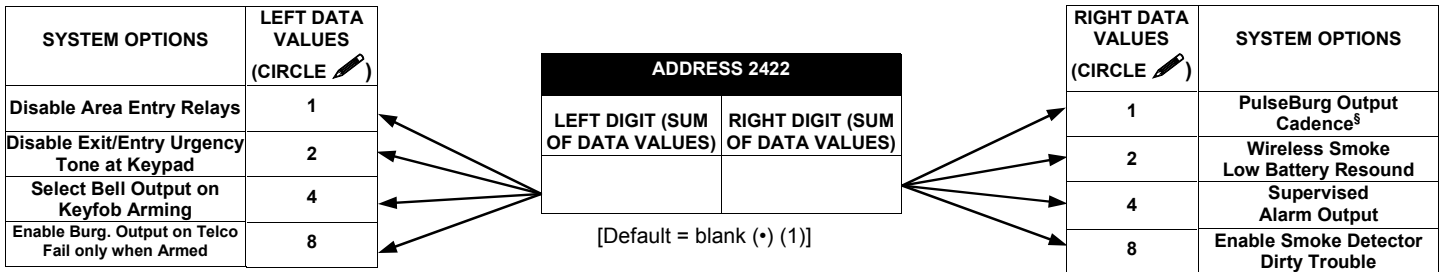 SYSTEM OPTIONS
LEFT DATA
VALUES
(CIRCLE ✎)
Disable Area Entry Relays
1
Disable Exit/Entry Urgency
Tone at Keypad
2
Select Bell Output on
Keyfob Arming
4
Enable Burg. Output on Telco
Fail only when Armed
8
ADDRESS 2422
LEFT DIGIT (SUM
OF DATA VALUES)
RIGHT DIGIT (SUM
OF DATA VALUES)
[Default = blank (•) (1)]
RIGHT DATA
VALUES
(CIRCLE ✎)
SYSTEM OPTIONS
1
PulseBurg Output
Cadence§
2
Wireless Smoke
Low Battery Resound
4
Supervised
Alarm Output
8
Enable Smoke Detector
Dirty Trouble